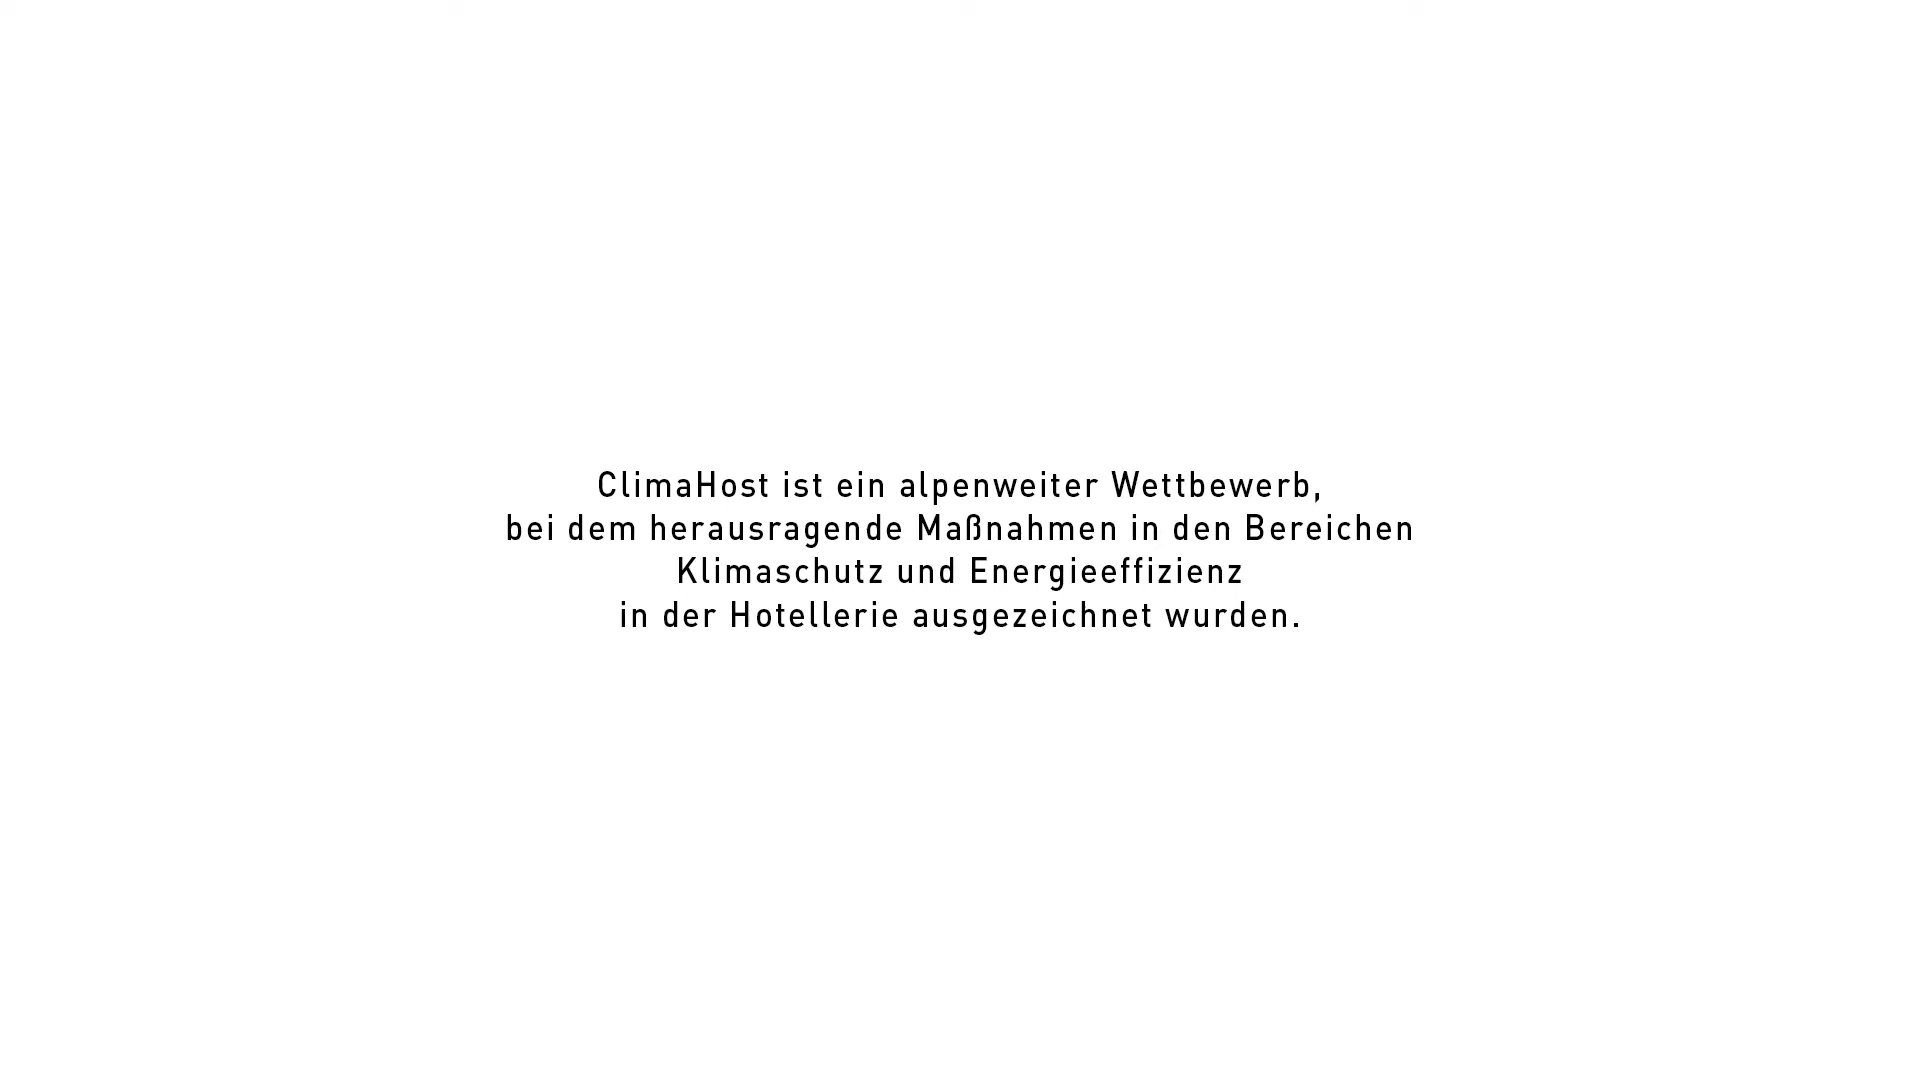 ClimaHost ist ein alpenweiter Wettbewerb,
bei dem herausragende Maßnahmen in den Bereichen
Klimaschutz und Energieeffizienz
in der Hotellerie ausgezeichnet wurden.